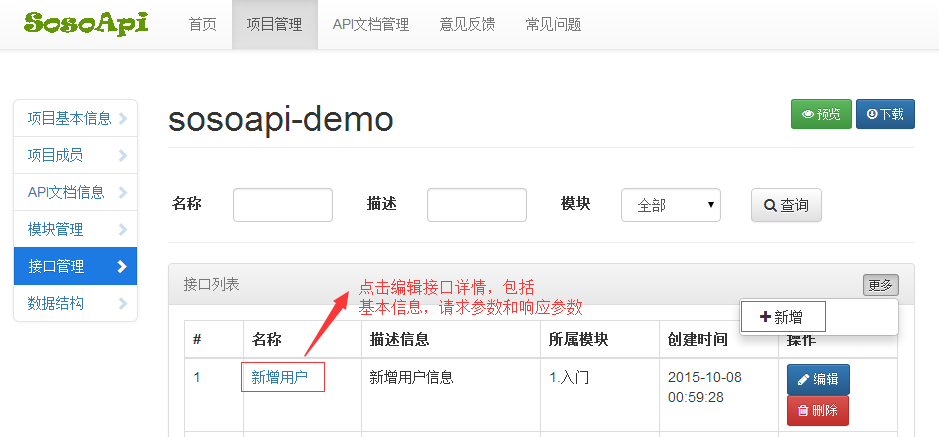 SosoApi 首页 项目管理 API文档管理 意见反馈 常见问题
项目基本信息
项目成员
API文档信息
模块管理
接口管理
数据结构
sosoapi-demo
预览 下载
名称 描述 模块 全部 查询
接口列表 更多
点击编辑接口详情，包括
基本信息，请求参数和响应参数
新增
# 名称 描述信息 所属模块 创建时间 操作
1 新增用户 新增用户信息 1.入门 2015-10-08
00:59:28
编辑
删除